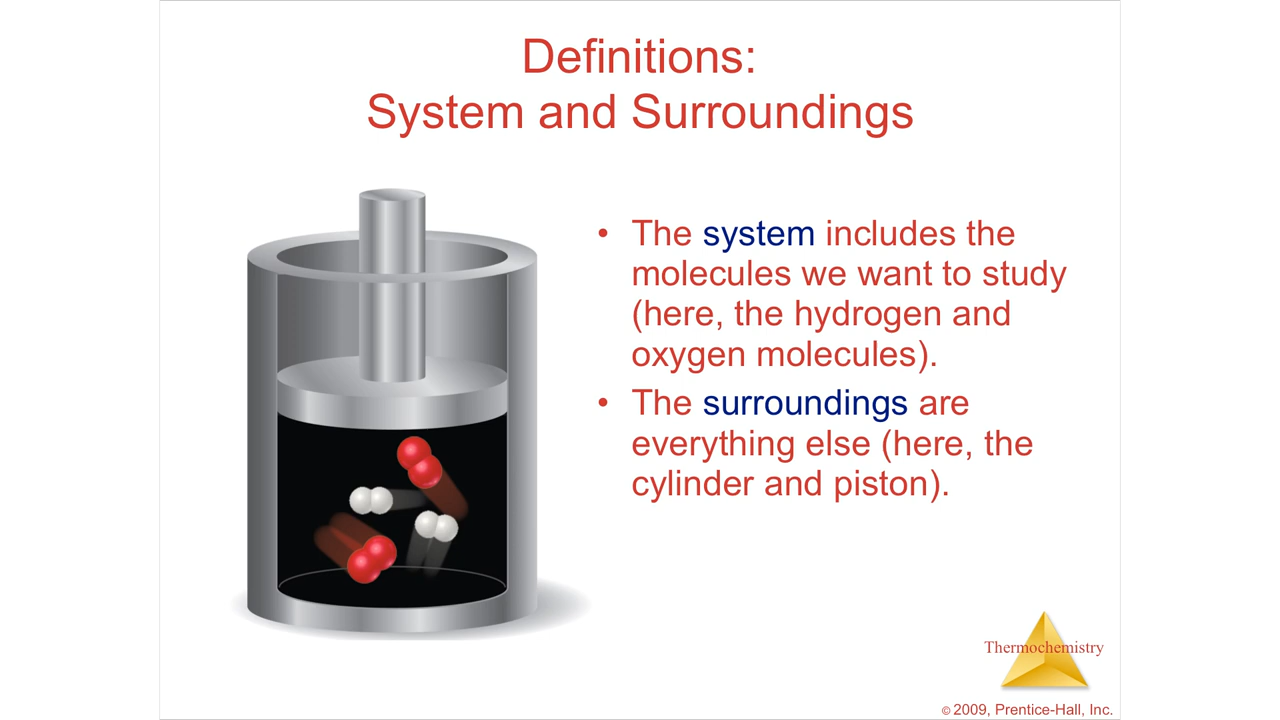 Definitions:
System and Surroundings
• The system includes the
molecules we want to study
(here, the hydrogen and
oxygen molecules).
• The surroundings are
everything else (here, the
cylinder and piston).
Thermochemistry
© 2009, Prentice-Hall, Inc.